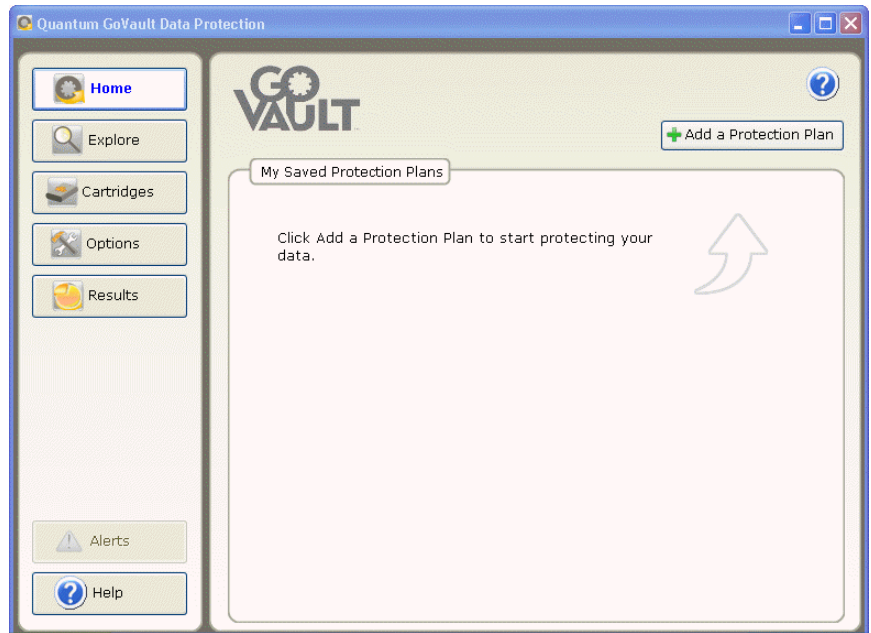 Quantum GoVault Data Protection
Home
Explore
Cartridges
Options
Results
Alerts
Help
GO
VAULT
Add a Protection Plan
My Saved Protection Plans
Click Add a Protection Plan to start protecting your
data.